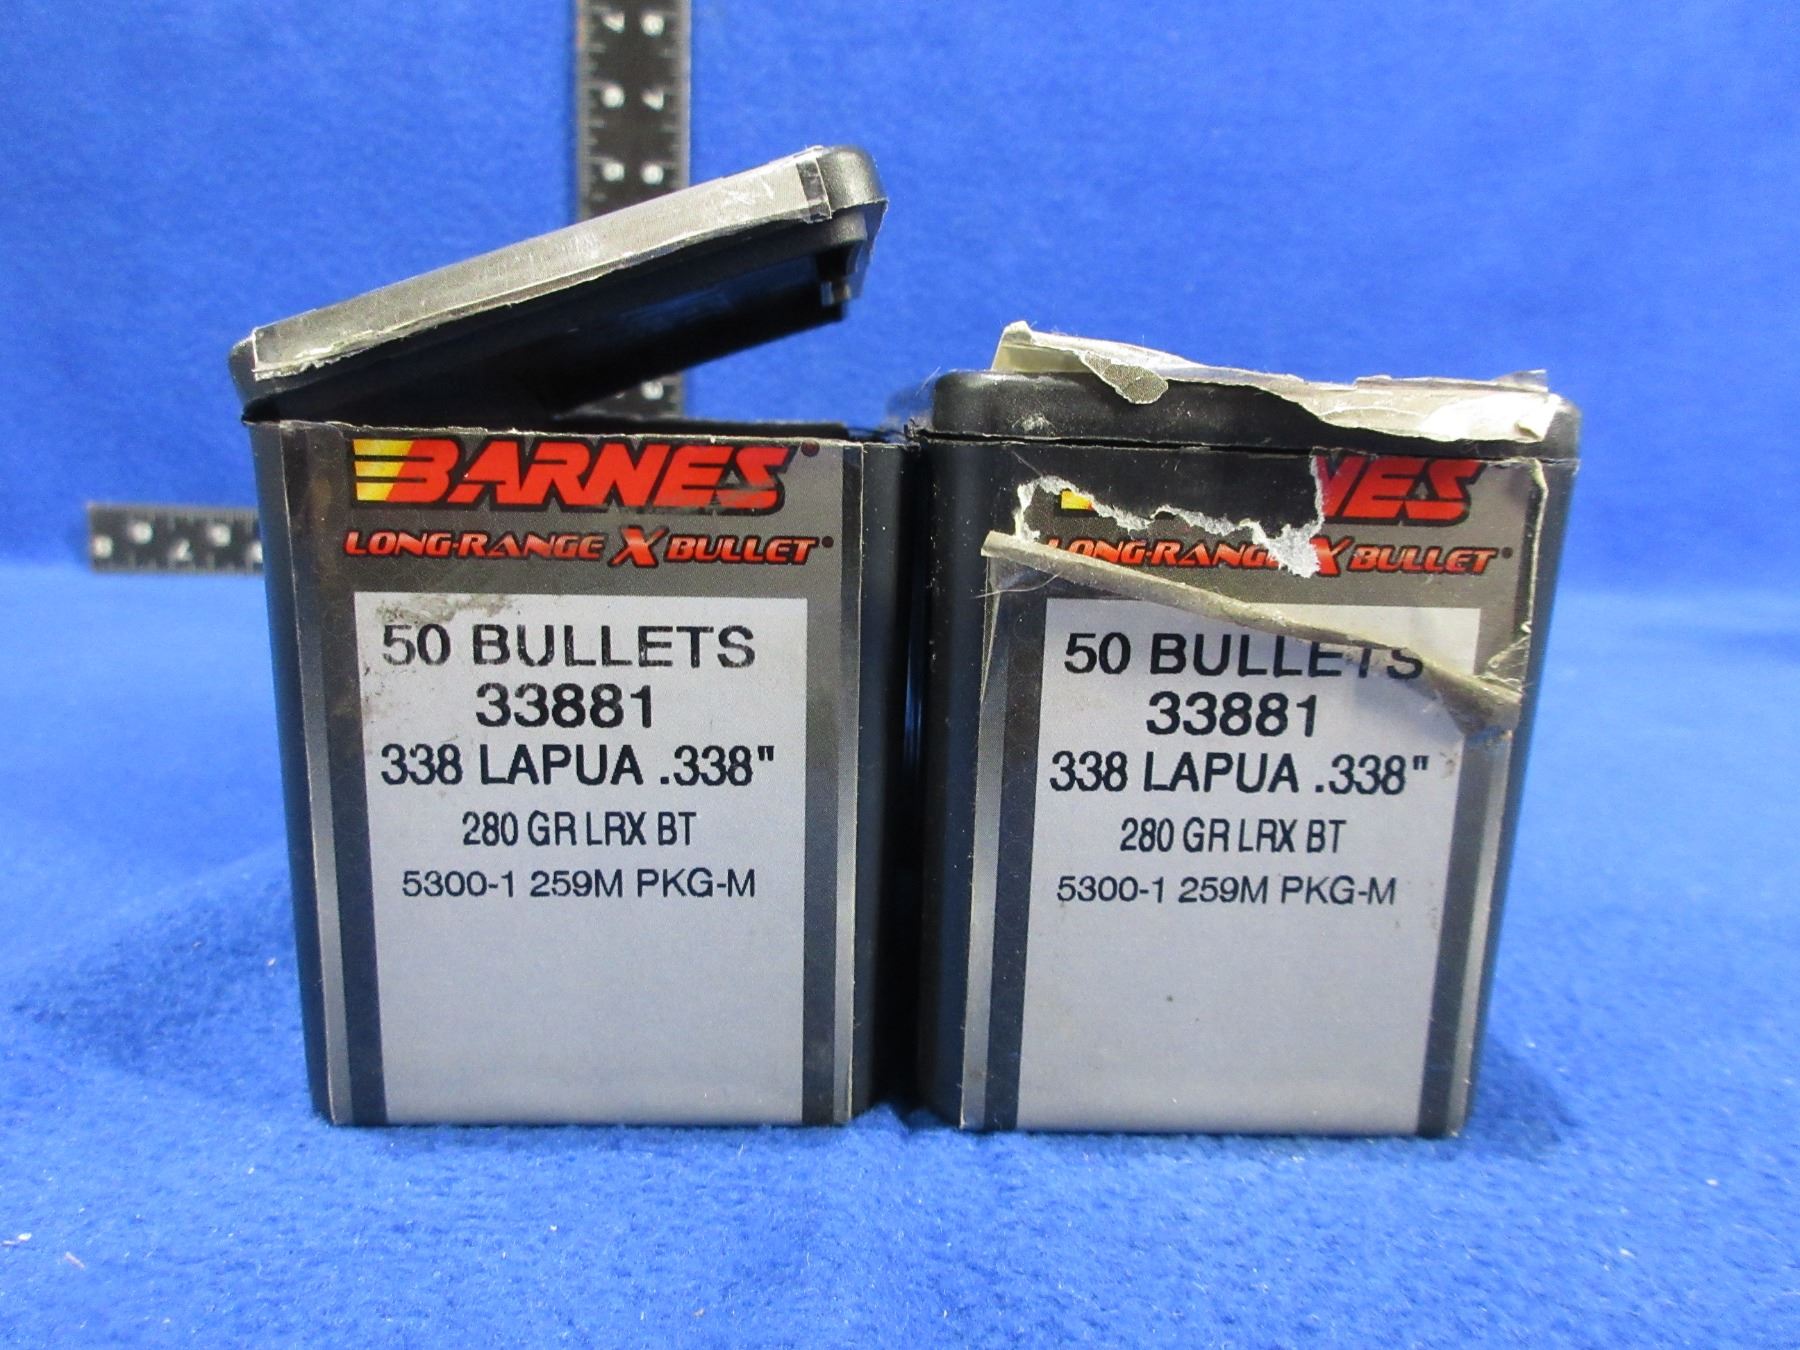 BARNES®
LONG-RANGE X BULLET®
50 BULLETS
33881
338 LAPUA .338"
280 GR LRX BT
5300-1 259M PKG-M
NES
LONG-RANGE X BULLET®
50 BULLETS
33881
338 LAPUA .338"
280 GR LRX BT
5300-1 259M PKG-M